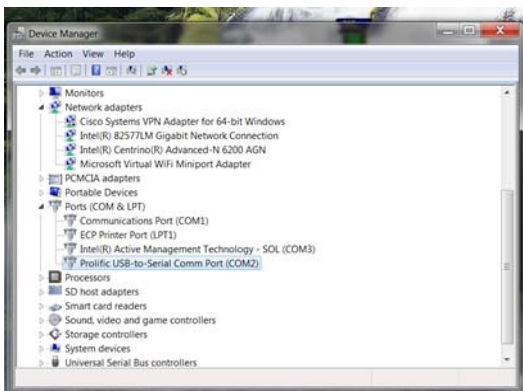 Device Manager
File Action View Help
Monitors
Network adapters
Cisco Systems VPN Adapter for 64-bit Windows
Intel(R) 82577LM Gigabit Network Connection
Intel(R) Centrino(R) Advanced-N 6200 AGN
Microsoft Virtual WiFi Miniport Adapter
PCMCIA adapters
Portable Devices
Ports (COM & LPT)
Communications Port (COM1)
ECP Printer Port (LPT1)
Intel(R) Active Management Technology - SOL (COM3)
Prolific USB-to-Serial Comm Port (COM2)
Processors
SD host adapters
Smart card readers
Sound, video and game controllers
Storage controllers
System devices
Universal Serial Bus controllers